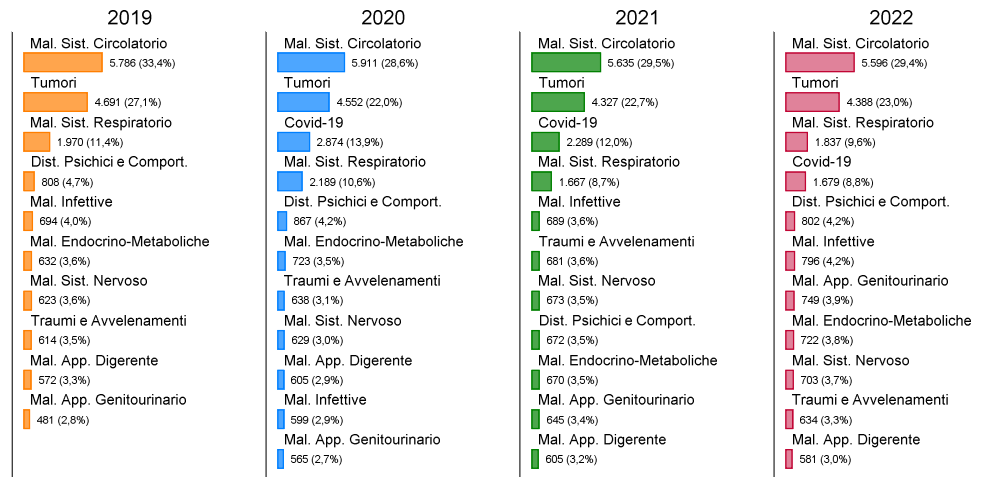 2019
Mal. Sist. Circolatorio
5.786 (33,4%)
Tumori
4.691 (27,1%)
Mal. Sist. Respiratorio
1.970 (11,4%)
Dist. Psichici e Comport.
808 (4,7%)
Mal. Infettive
694 (4,0%)
Mal. Endocrino-Metaboliche
632 (3,6%)
Mal. Sist. Nervoso
623 (3,6%)
Traumi e Avvelenamenti
614 (3,5%)
Mal. App. Digerente
572 (3,3%)
Mal. App. Genitourinario
481 (2,8%)
2020
Mal. Sist. Circolatorio
5.911 (28,6%)
Tumori
4.552 (22,0%)
Covid-19
2.874 (13,9%)
Mal. Sist. Respiratorio
2.189 (10,6%)
Dist. Psichici e Comport.
867 (4,2%)
Mal. Endocrino-Metaboliche
723 (3,5%)
Traumi e Avvelenamenti
638 (3,1%)
Mal. Sist. Nervoso
629 (3,0%)
Mal. App. Digerente
605 (2,9%)
Mal. Infettive
599 (2,9%)
Mal. App. Genitourinario
565 (2,7%)
2021
Mal. Sist. Circolatorio
5.635 (29,5%)
Tumori
4.327 (22,7%)
Covid-19
2.289 (12,0%)
Mal. Sist. Respiratorio
1.667 (8,7%)
Mal. Infettive
689 (3,6%)
Traumi e Avvelenamenti
681 (3,6%)
Mal. Sist. Nervoso
673 (3,5%)
Dist. Psichici e Comport.
672 (3,5%)
Mal. Endocrino-Metaboliche
670 (3,5%)
Mal. App. Genitourinario
645 (3,4%)
Mal. App. Digerente
605 (3,2%)
2022
Mal. Sist. Circolatorio
5.596 (29,4%)
Tumori
4.388 (23,0%)
Mal. Sist. Respiratorio
1.837 (9,6%)
Covid-19
1.679 (8,8%)
Dist. Psichici e Comport.
802 (4,2%)
Mal. Infettive
796 (4,2%)
Mal. App. Genitourinario
749 (3,9%)
Mal. Endocrino-Metaboliche
722 (3,8%)
Mal. Sist. Nervoso
703 (3,7%)
Traumi e Avvelenamenti
634 (3,3%)
Mal. App. Digerente
581 (3,0%)